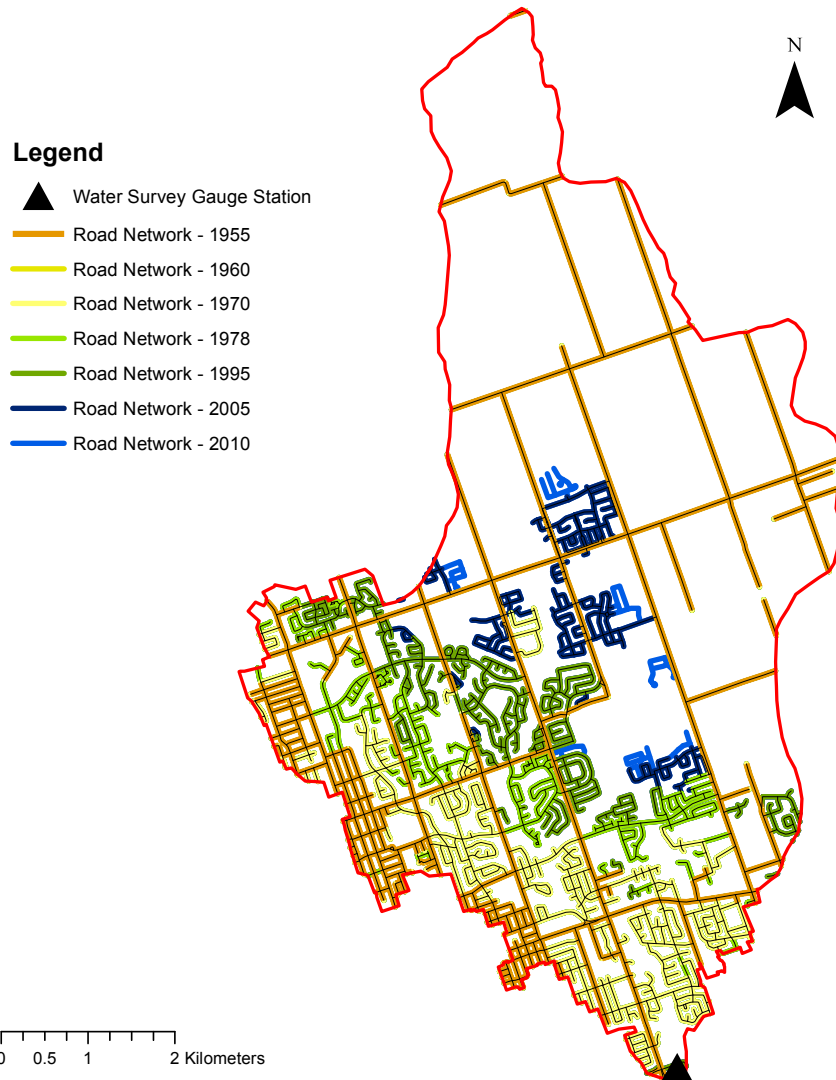 N
Legend
Water Survey Gauge Station
Road Network - 1955
Road Network - 1960
Road Network - 1970
Road Network - 1978
Road Network - 1995
Road Network - 2005
Road Network - 2010
0 0.5 1 2 Kilometers